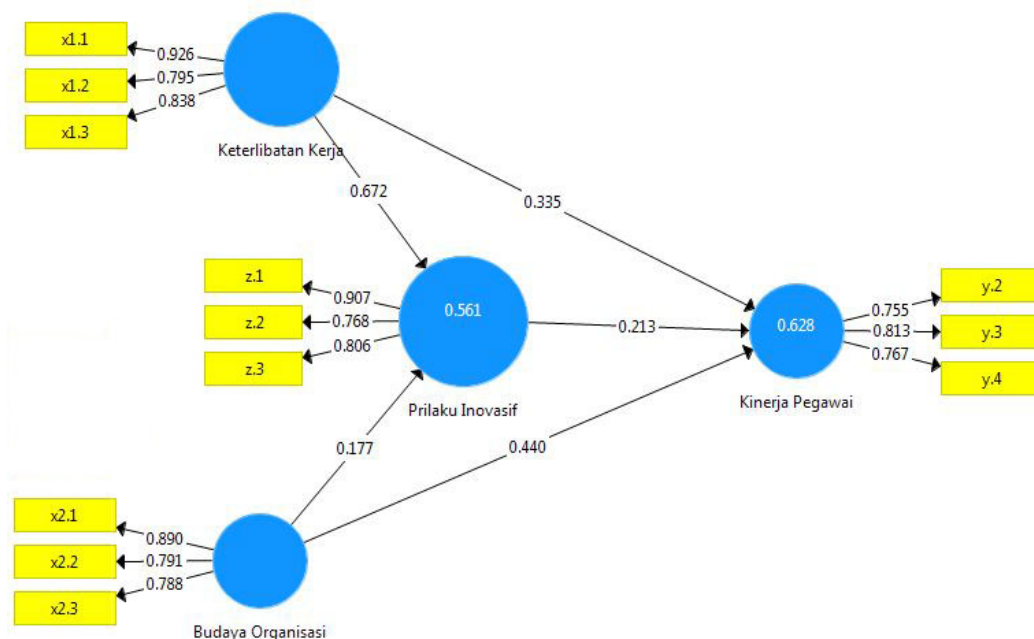 x1.1
0.926
x1.2
0.795
x1.3
0.838
Keterlibatan Kerja
0.672
0.335
z.1
0.907
z.2
0.768
z.3
0.806
0.561
Prilaku Inovasif
0.213
0.628
Kinerja Pegawai
y.2
0.755
y.3
0.813
y.4
0.767
0.177
0.440
x2.1
0.890
x2.2
0.791
x2.3
0.788
Budaya Organisasi